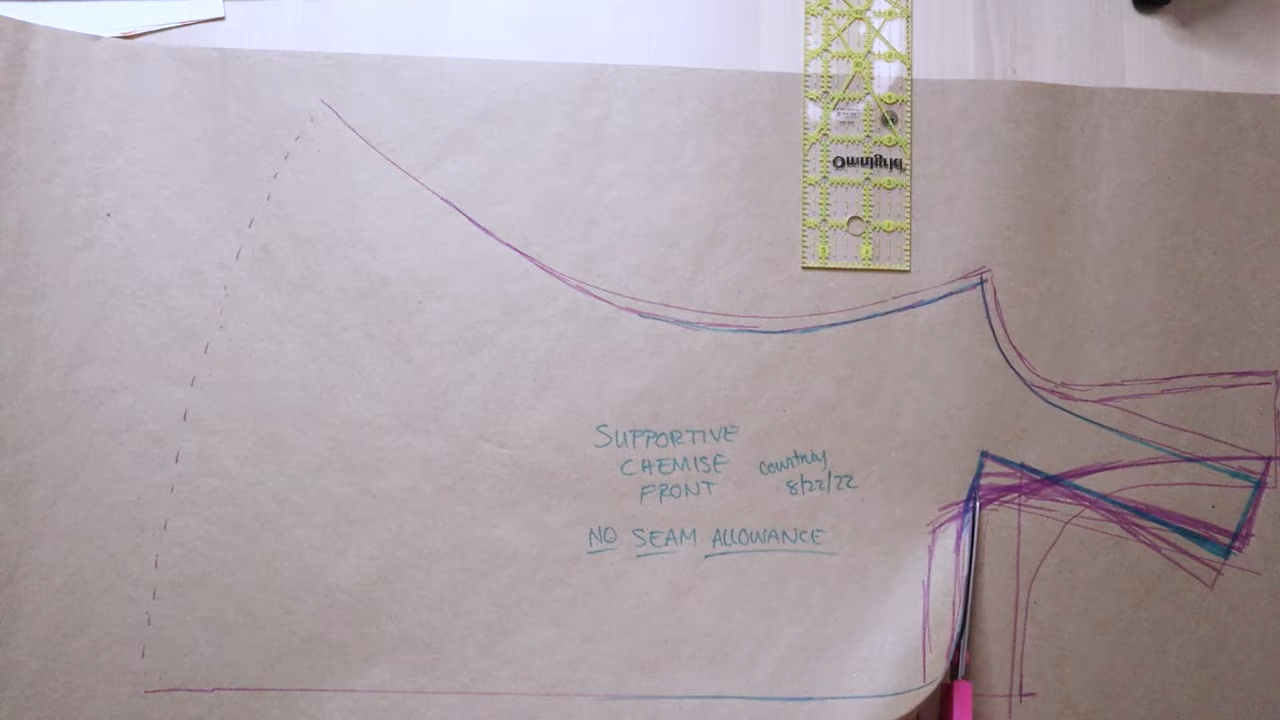 Omnigrid
SUPPORTIVE
CHEMISE
FRONT
courtney
8/22/22
NO SEAM ALLOWANCE